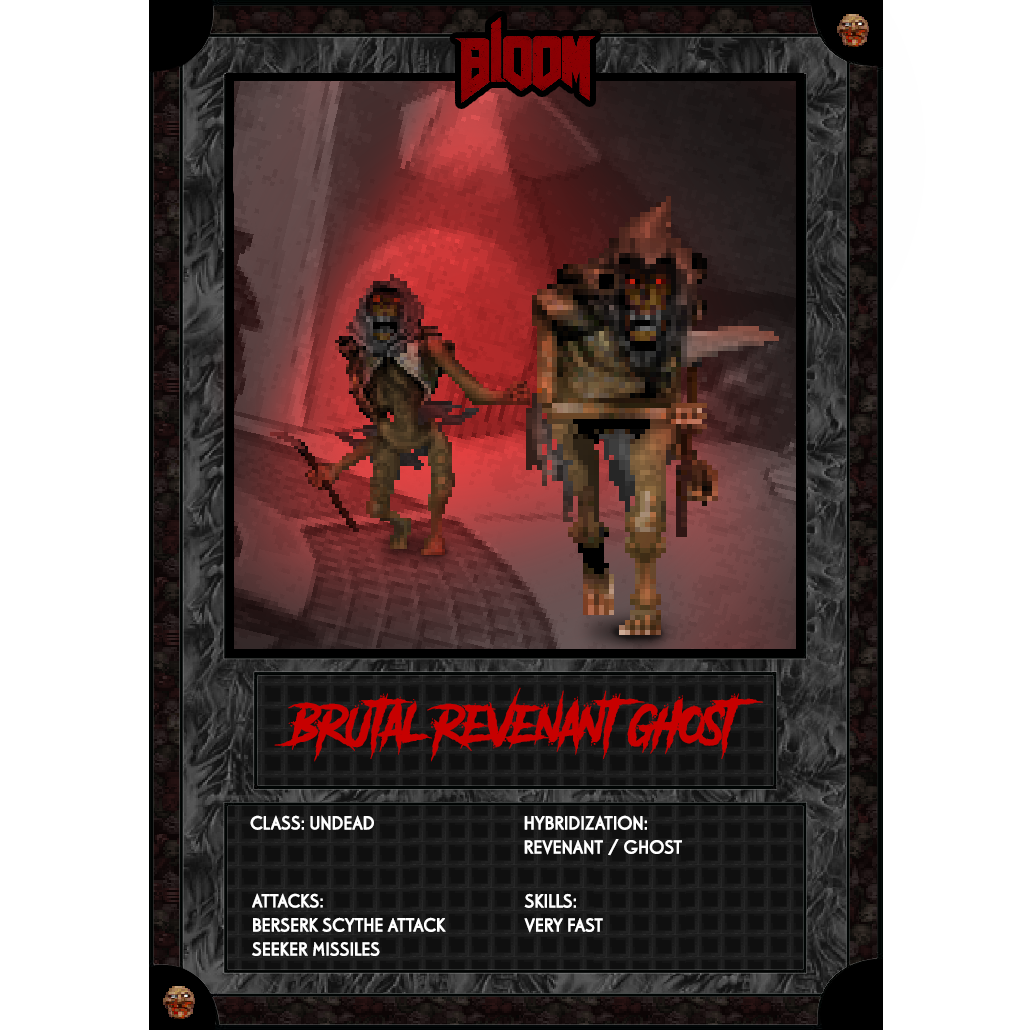 BLOOM
BRUTAL REVENANT GHOST
CLASS: UNDEAD
HYBRIDIZATION:
REVENANT / GHOST
ATTACKS:
BERSERK SCYTHE ATTACK
SEEKER MISSILES
SKILLS:
VERY FAST